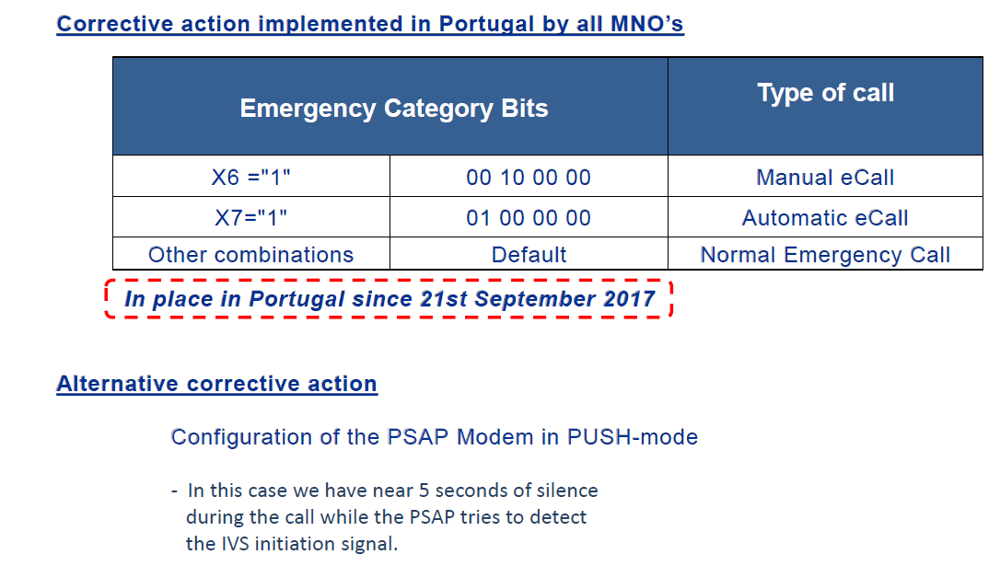 Corrective action implemented in Portugal by all MNO's
Emergency Category Bits
Type of call
X6 ="1"
00 10 00 00
Manual eCall
X7="1"
01 00 00 00
Automatic eCall
Other combinations
Default
Normal Emergency Call
In place in Portugal since 21st September 2017
Alternative corrective action
Configuration of the PSAP Modem in PUSH-mode
- In this case we have near 5 seconds of silence
during the call while the PSAP tries to detect
the IVS initiation signal.